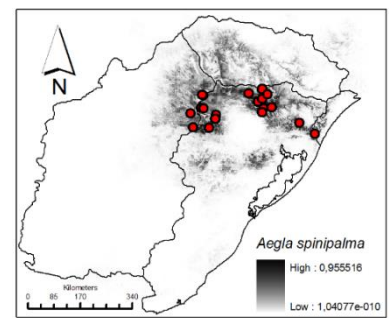 N
Aegla spinipalma
High : 0,955516
Low : 1,04077e-010
Kilometers
0 85 170 340